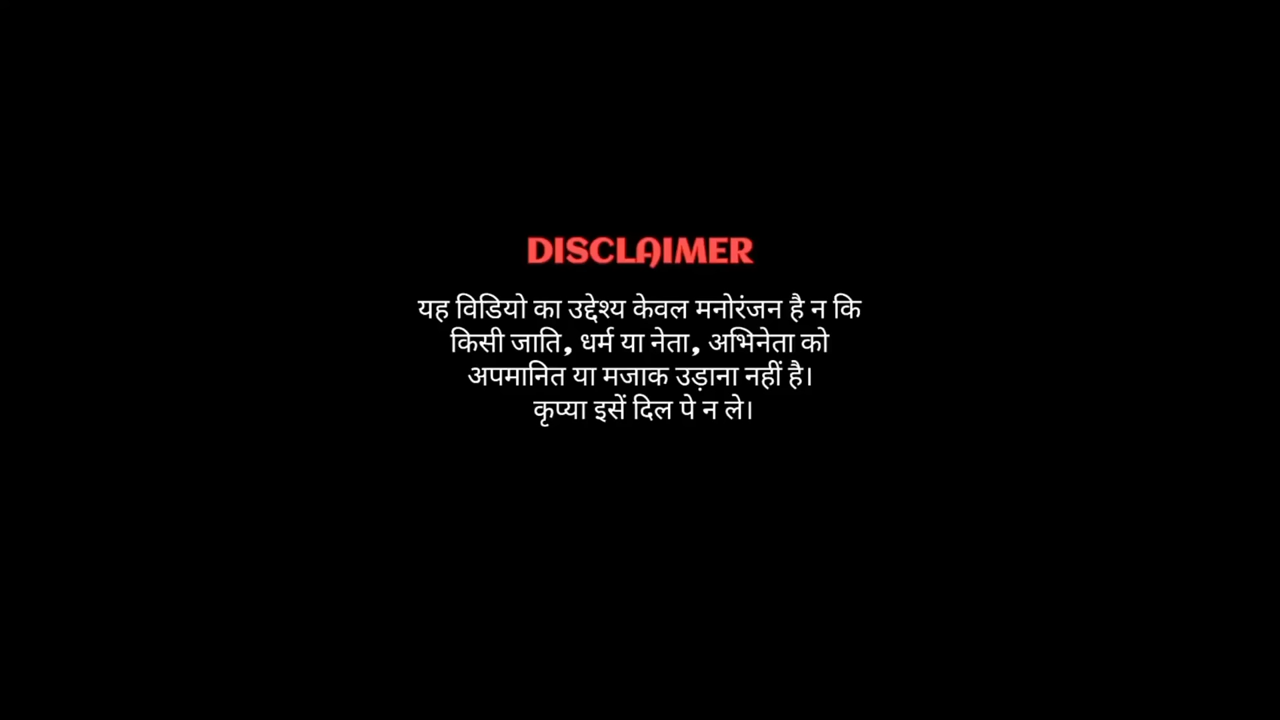 DISCLAIMER
यह विडियो का उद्देश्य केवल मनोरंजन है न कि
किसी जाति, धर्म या नेता, अभिनेता को
अपमानित या मजाक उड़ाना नहीं है।
कृप्या इसें दिल पे न ले।